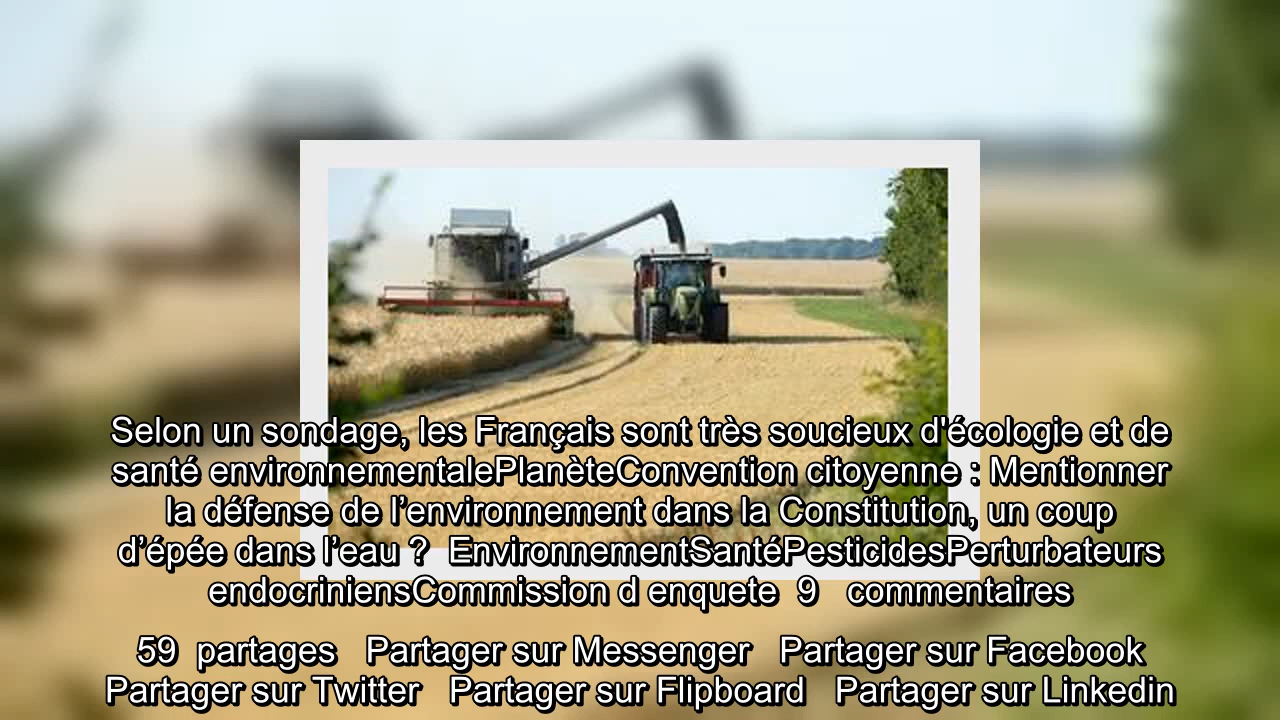 Selon un sondage, les Français sont très soucieux d'écologie et de
santé environnementalePlanèteConvention citoyenne : Mentionner
la défense de l’environnement dans la Constitution, un coup
d’épée dans l’eau ?  EnvironnementSantéPesticidesPerturbateurs
endocriniensCommission d enquete  9   commentaires
59  partages   Partager sur Messenger   Partager sur Facebook
Partager sur Twitter   Partager sur Flipboard   Partager sur Linkedin